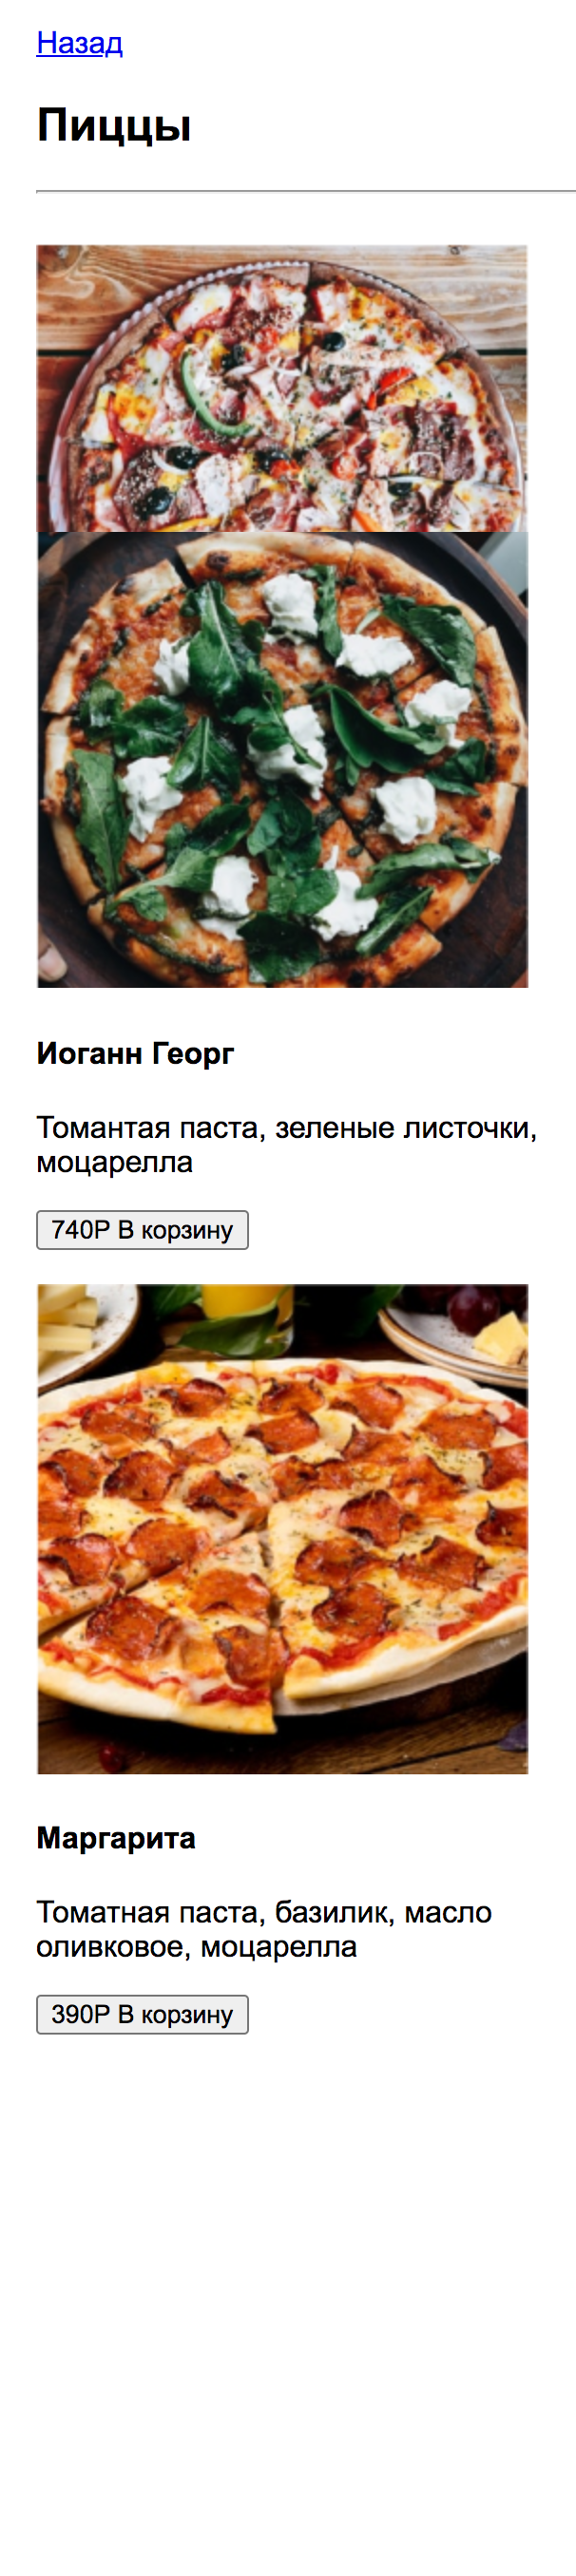 Назад
Пиццы
Иоганн Георг
Томантая паста, зеленые листочки,
моцарелла
740Р В корзину
Маргарита
Томатная паста, базилик, масло
оливковое, моцарелла
390Р В корзину